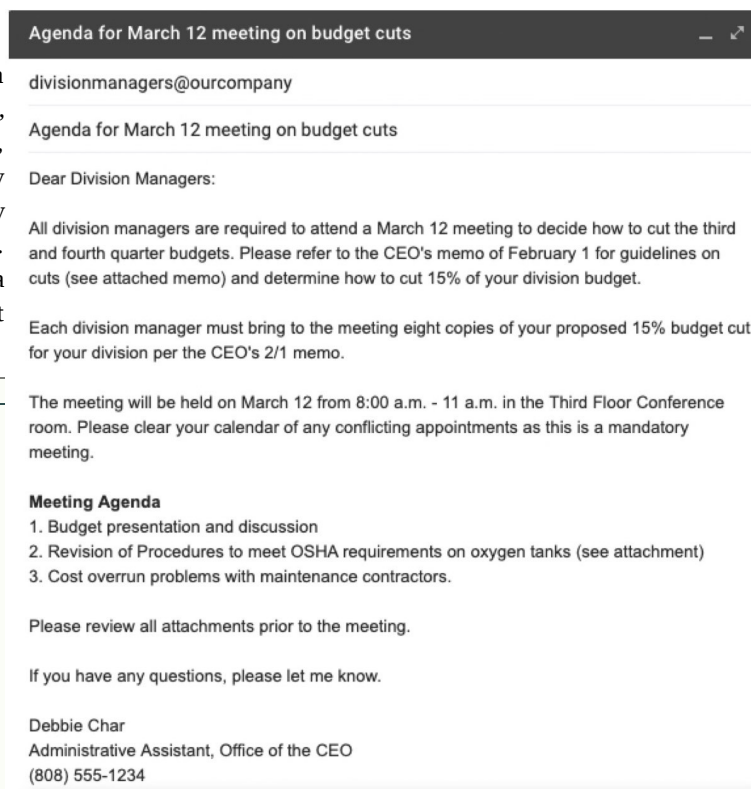 Agenda for March 12 meeting on budget cuts
divisionmanagers@ourcompany
Agenda for March 12 meeting on budget cuts
Dear Division Managers:
All division managers are required to attend a March 12 meeting to decide how to cut the third
and fourth quarter budgets. Please refer to the CEO's memo of February 1 for guidelines on
cuts (see attached memo) and determine how to cut 15% of your division budget.
Each division manager must bring to the meeting eight copies of your proposed 15% budget cut
for your division per the CEO's 2/1 memo.
The meeting will be held on March 12 from 8:00 a.m. - 11 a.m. in the Third Floor Conference
room. Please clear your calendar of any conflicting appointments as this is a mandatory
meeting.
Meeting Agenda
1. Budget presentation and discussion
2. Revision of Procedures to meet OSHA requirements on oxygen tanks (see attachment)
3. Cost overrun problems with maintenance contractors.
Please review all attachments prior to the meeting.
If you have any questions, please let me know.
Debbie Char
Administrative Assistant, Office of the CEO
(808) 555-1234